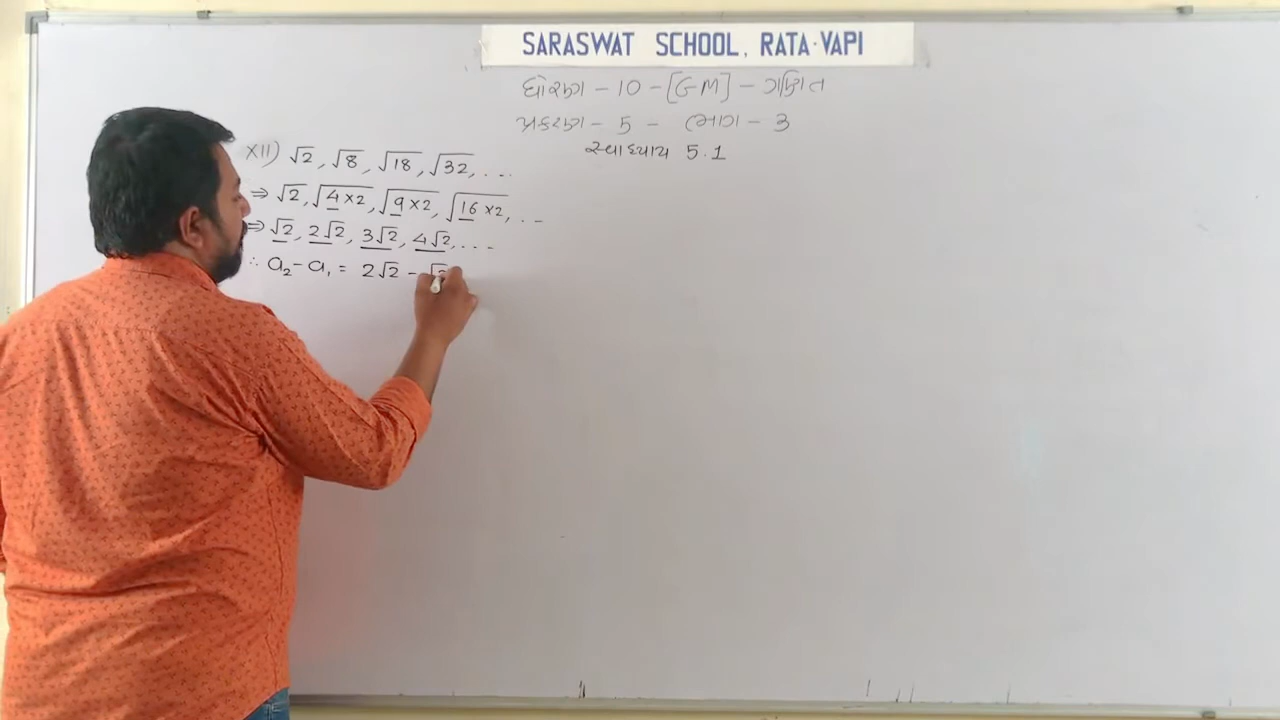 SARASWAT SCHOOL, RATA·VAPI
ધોરણ - 10 - [GM] - ગણિત
પ્રકરણ - 5 - ભાગ - 3
સ્વાધ્યાય 5.1
XII) √2, √8, √18, √32, ...
⇒ √2, √4×2, √9×2, √16×2, ...
⇒ √2, 2√2, 3√2, 4√2, ...
∴ a₂ - a₁ = 2√2 - √2